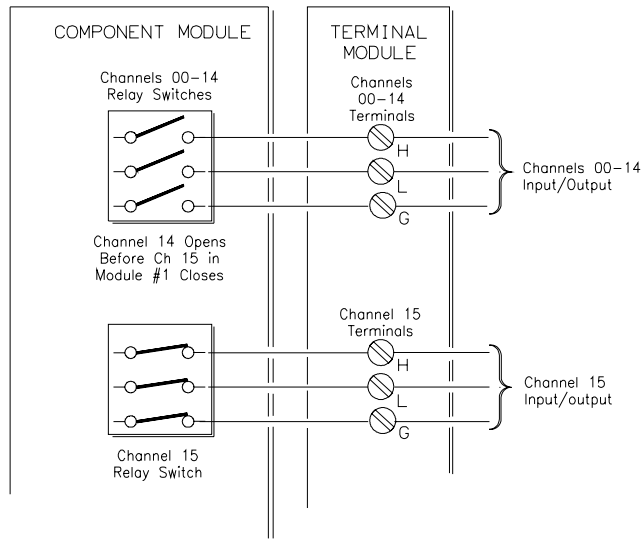 COMPONENT MODULE
TERMINAL
MODULE
Channels 00-14
Relay Switches
Channels
00-14
Terminals
H
L
G
Channels 00-14
Input/Output
Channel 14 Opens
Before Ch 15 in
Module #1 Closes
Channel 15
Terminals
H
L
G
Channel 15
Input/output
Channel 15
Relay Switch